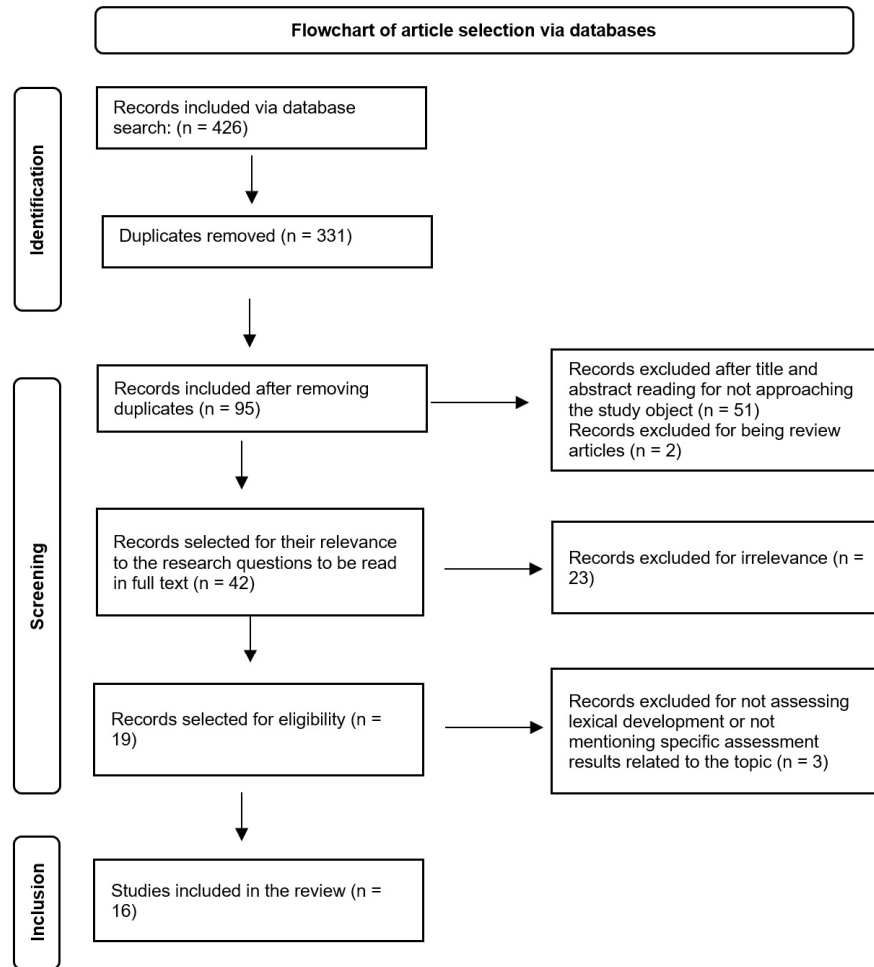 Flowchart of article selection via databases
Identification
Records included via database
search: (n = 426)
Duplicates removed (n = 331)
Screening
Records included after removing
duplicates (n = 95)
Records excluded after title and
abstract reading for not approaching
the study object (n = 51)
Records excluded for being review
articles (n = 2)
Records selected for their relevance
to the research questions to be read
in full text (n = 42)
Records excluded for irrelevance (n =
23)
Records selected for eligibility (n =
19)
Records excluded for not assessing
lexical development or not
mentioning specific assessment
results related to the topic (n = 3)
Inclusion
Studies included in the review (n =
16)